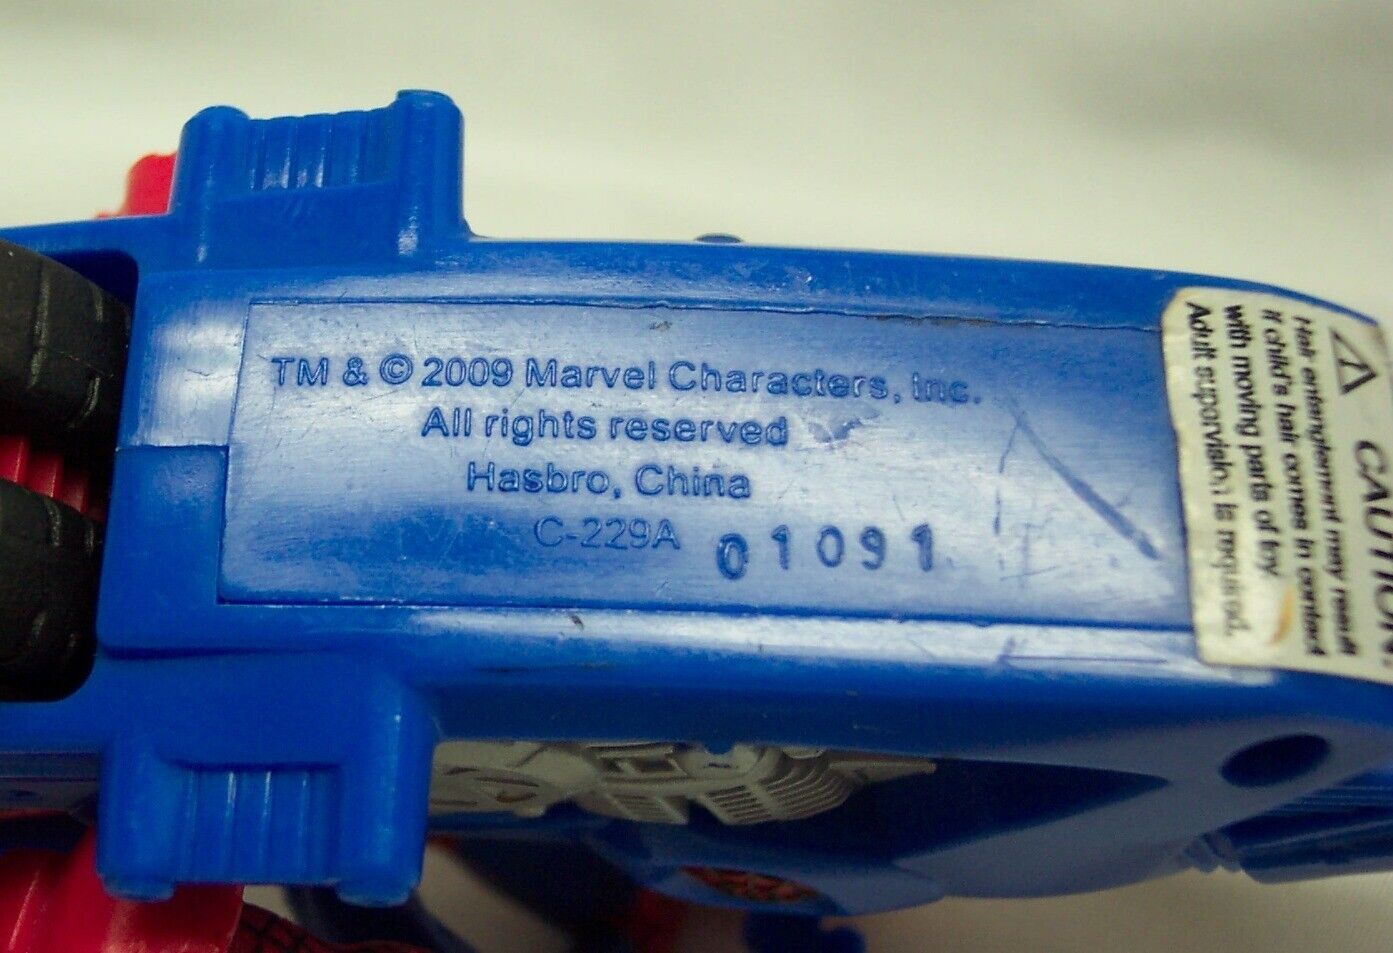 TM & © 2009 Marvel Characters, Inc.
All rights reserved
Hasbro, China
C-229A
01091
CAUTION:
Hair entanglement may result
if child's hair comes in contact
with moving parts of toy
Adult supervision is required.